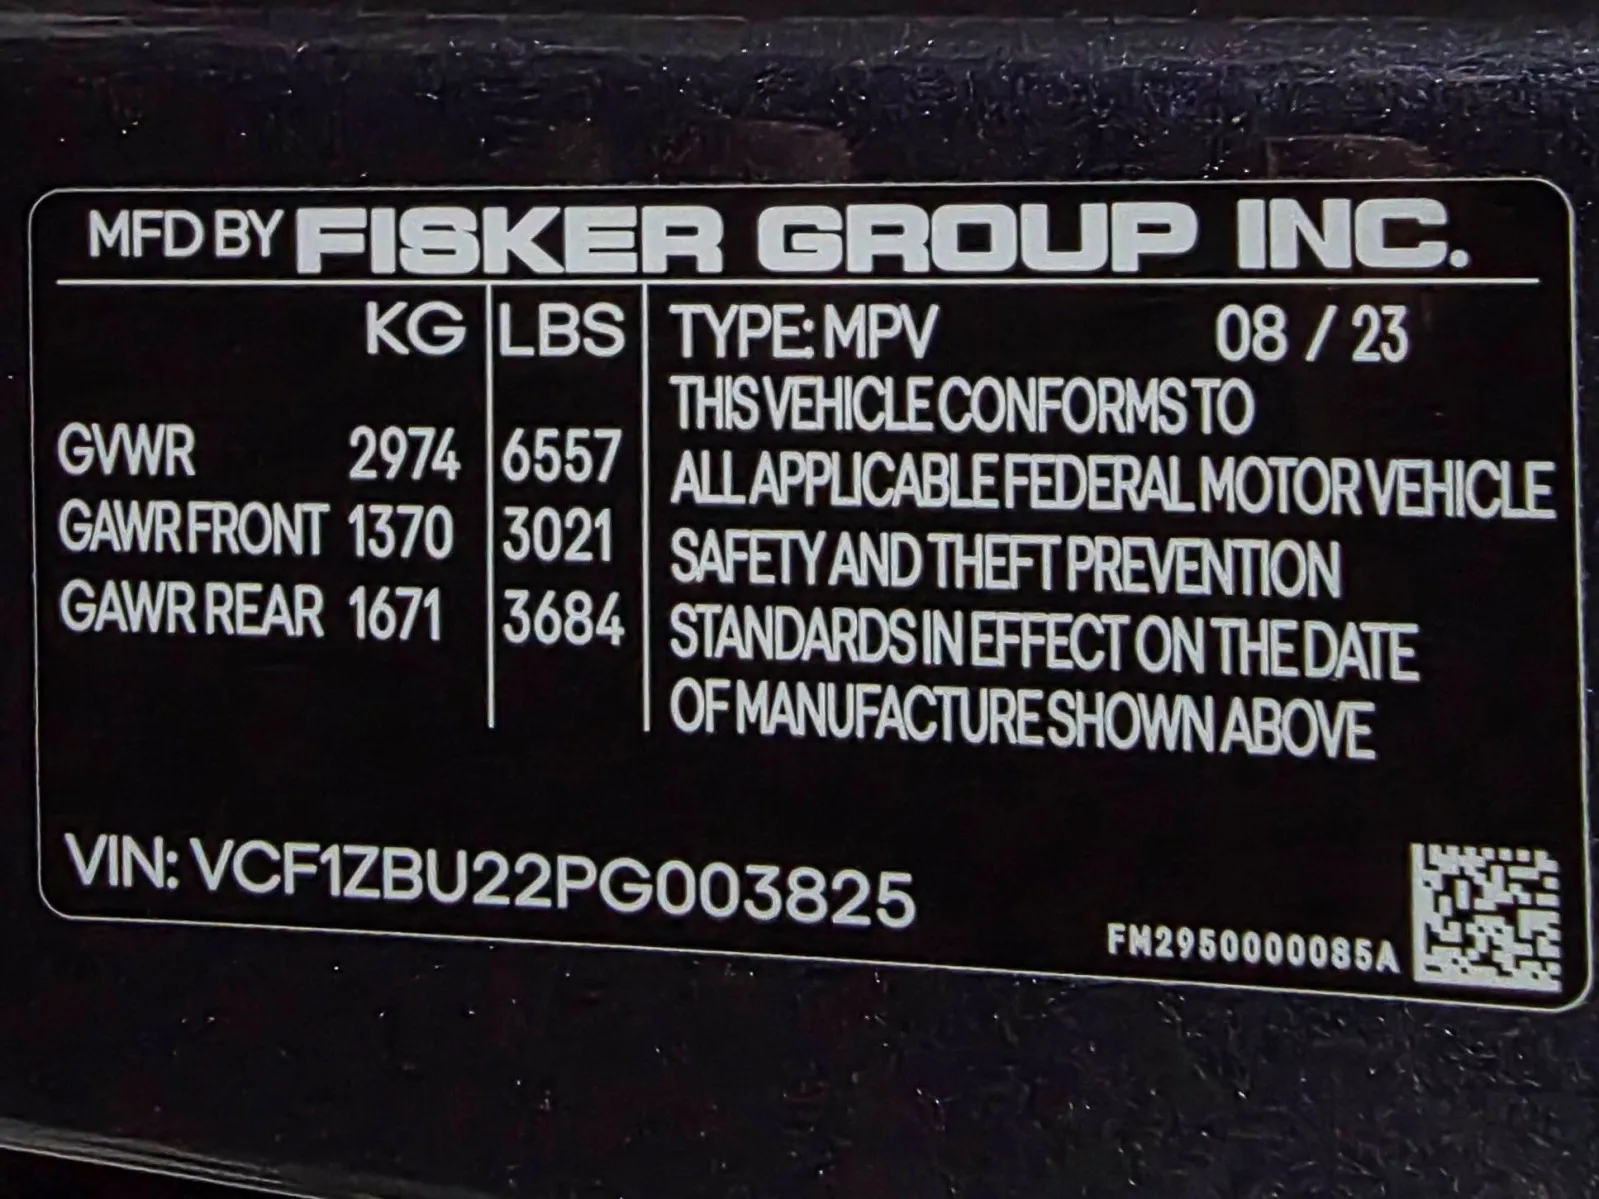 MFD BY FISKER GROUP INC.
KG LBS
GVWR 2974 6557
GAWR FRONT 1370 3021
GAWR REAR 1671 3684
TYPE: MPV 08 / 23
THIS VEHICLE CONFORMS TO
ALL APPLICABLE FEDERAL MOTOR VEHICLE
SAFETY AND THEFT PREVENTION
STANDARDS IN EFFECT ON THE DATE
OF MANUFACTURE SHOWN ABOVE
VIN: VCF1ZBU22PG003825
FM2950000085A